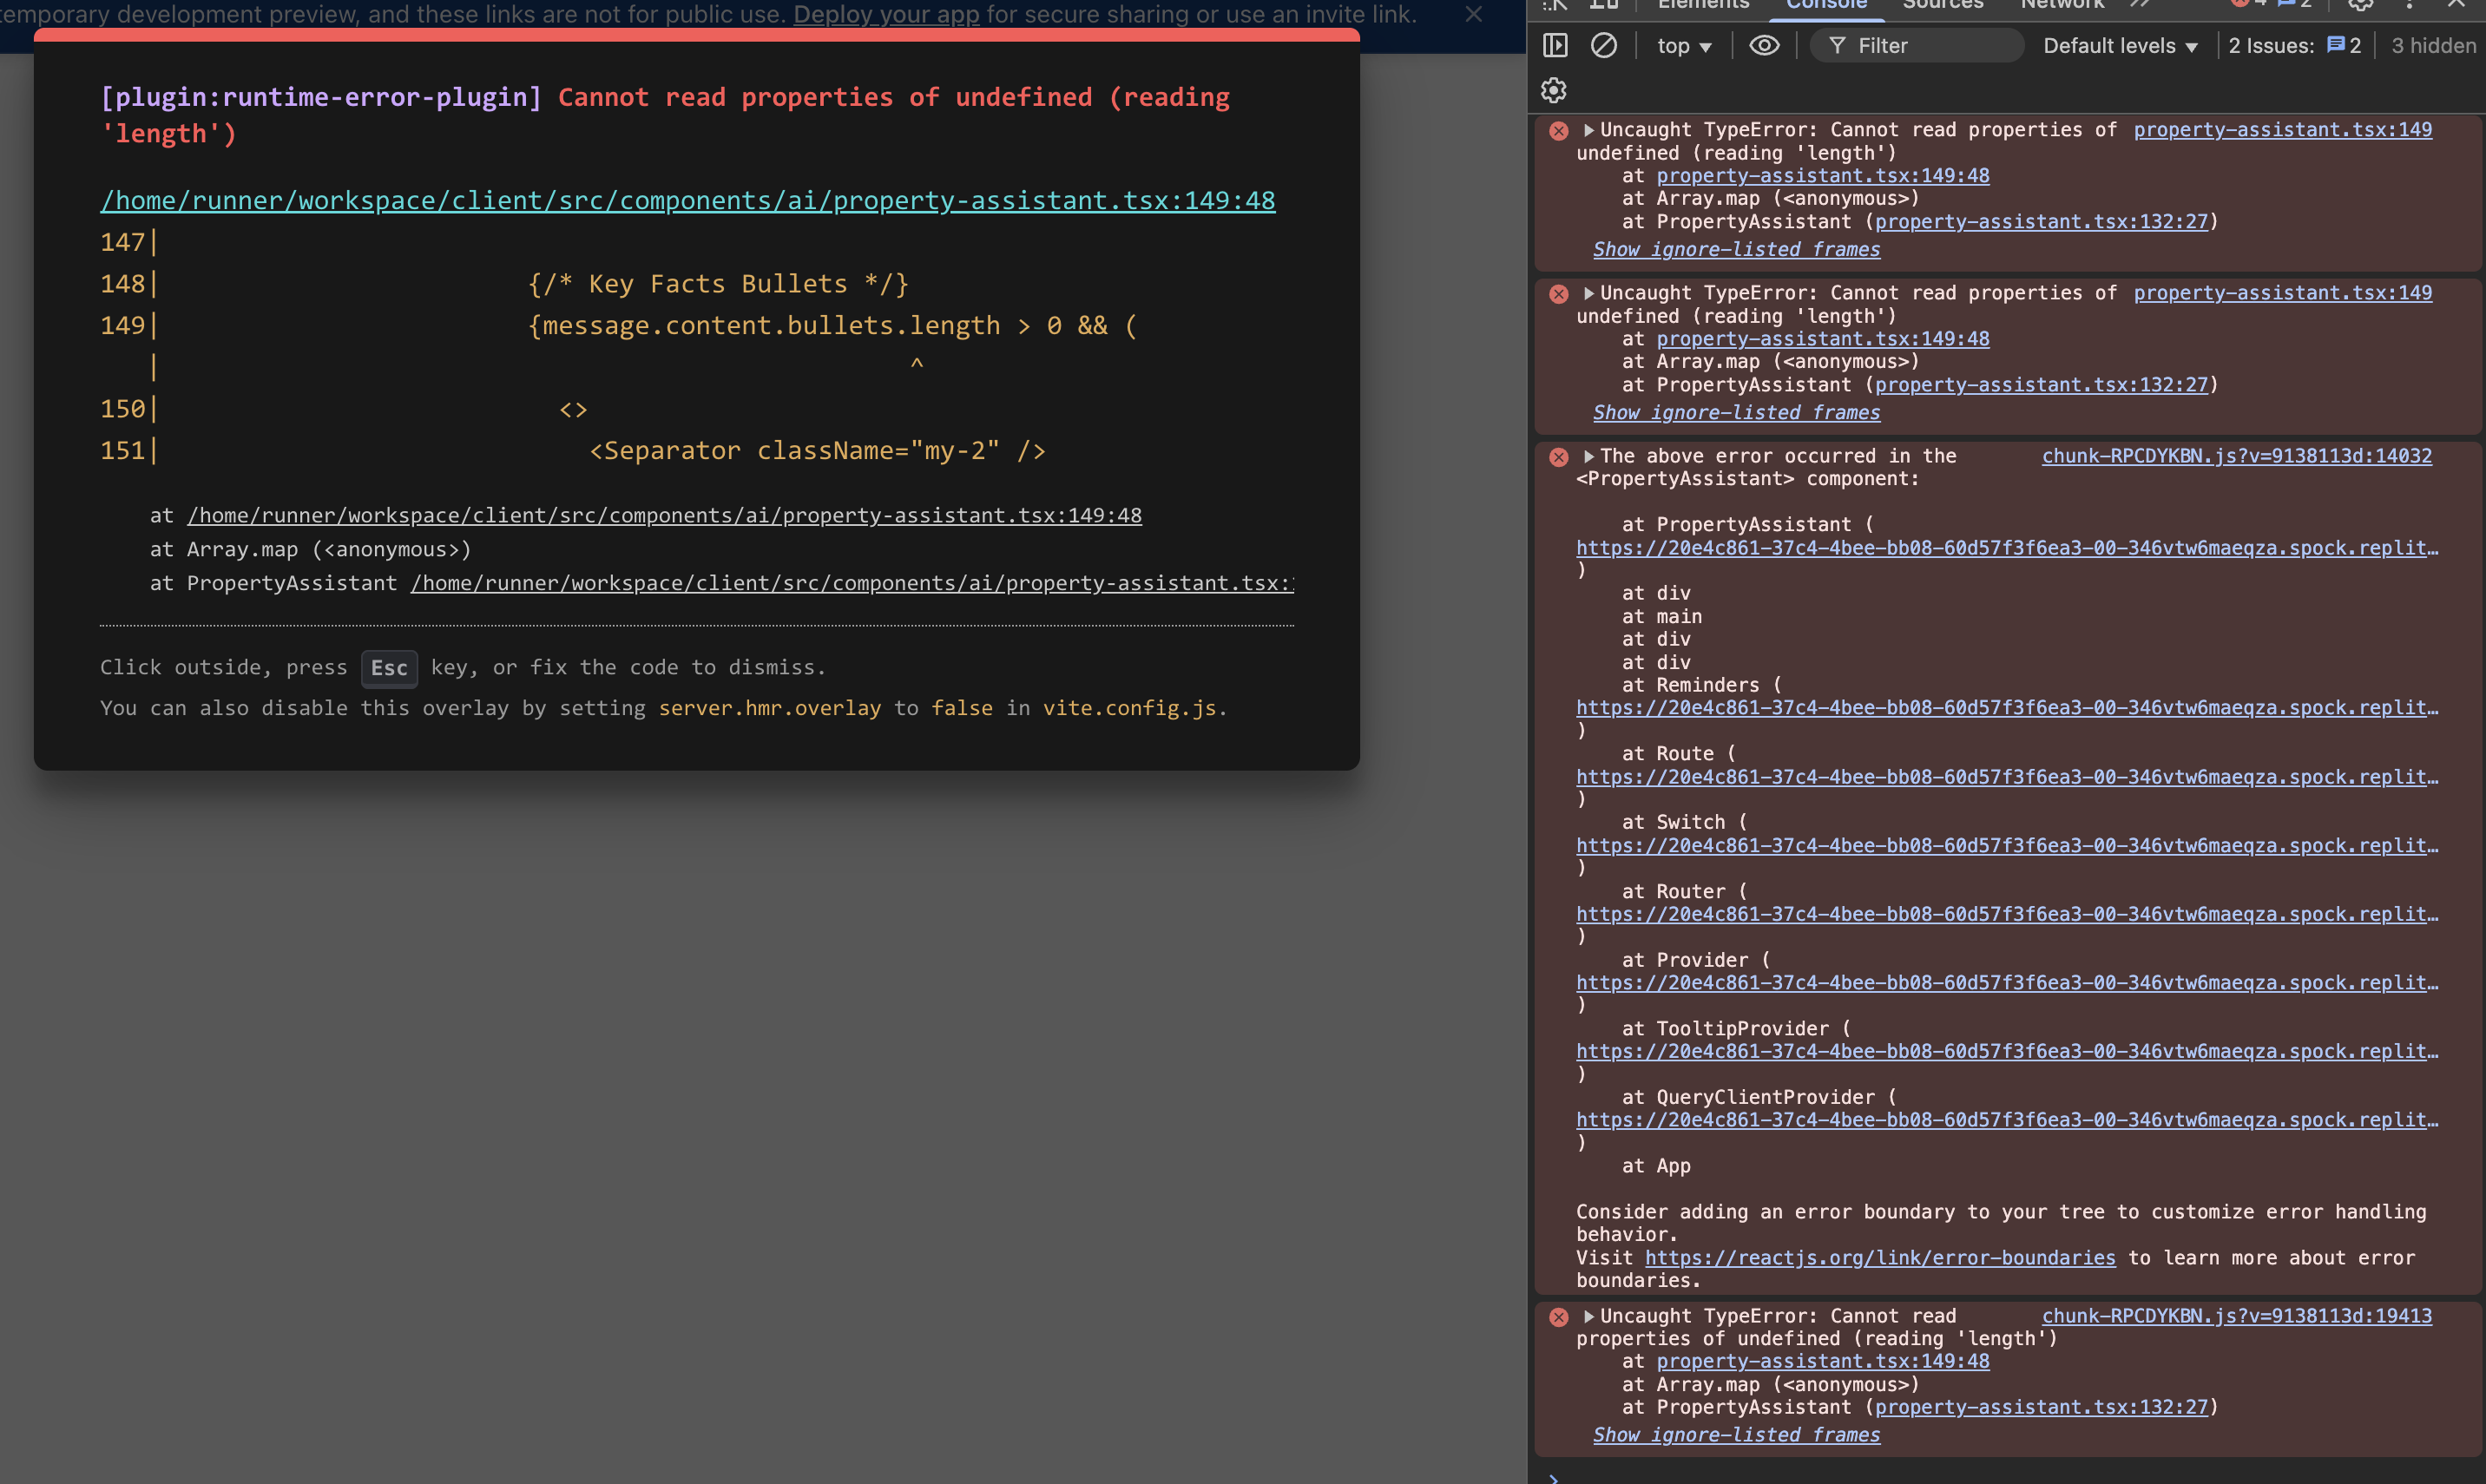 temporary development preview, and these links are not for public use. Deploy your app for secure sharing or use an invite link.
[plugin:runtime-error-plugin] Cannot read properties of undefined (reading
'length')
/home/runner/workspace/client/src/components/ai/property-assistant.tsx:149:48
147|
148| {/* Key Facts Bullets */}
149| {message.content.bullets.length > 0 && (
| ^
150| <>
151| <Separator className="my-2" />
at /home/runner/workspace/client/src/components/ai/property-assistant.tsx:149:48
at Array.map (<anonymous>)
at PropertyAssistant /home/runner/workspace/client/src/components/ai/property-assistant.tsx:
Click outside, press Esc key, or fix the code to dismiss.
You can also disable this overlay by setting server.hmr.overlay to false in vite.config.js.
Elements Console Sources Network 4 2
top Filter Default levels 2 Issues: 2 3 hidden
Uncaught TypeError: Cannot read properties of property-assistant.tsx:149
undefined (reading 'length')
at property-assistant.tsx:149:48
at Array.map (<anonymous>)
at PropertyAssistant (property-assistant.tsx:132:27)
Show ignore-listed frames
Uncaught TypeError: Cannot read properties of property-assistant.tsx:149
undefined (reading 'length')
at property-assistant.tsx:149:48
at Array.map (<anonymous>)
at PropertyAssistant (property-assistant.tsx:132:27)
Show ignore-listed frames
The above error occurred in the chunk-RPCDYKBN.js?v=9138113d:14032
<PropertyAssistant> component:
at PropertyAssistant (
https://20e4c861-37c4-4bee-bb08-60d57f3f6ea3-00-346vtw6maeqza.spock.replit…
)
at div
at main
at div
at div
at Reminders (
https://20e4c861-37c4-4bee-bb08-60d57f3f6ea3-00-346vtw6maeqza.spock.replit…
)
at Route (
https://20e4c861-37c4-4bee-bb08-60d57f3f6ea3-00-346vtw6maeqza.spock.replit…
)
at Switch (
https://20e4c861-37c4-4bee-bb08-60d57f3f6ea3-00-346vtw6maeqza.spock.replit…
)
at Router (
https://20e4c861-37c4-4bee-bb08-60d57f3f6ea3-00-346vtw6maeqza.spock.replit…
)
at Provider (
https://20e4c861-37c4-4bee-bb08-60d57f3f6ea3-00-346vtw6maeqza.spock.replit…
)
at TooltipProvider (
https://20e4c861-37c4-4bee-bb08-60d57f3f6ea3-00-346vtw6maeqza.spock.replit…
)
at QueryClientProvider (
https://20e4c861-37c4-4bee-bb08-60d57f3f6ea3-00-346vtw6maeqza.spock.replit…
)
at App
Consider adding an error boundary to your tree to customize error handling
behavior.
Visit https://reactjs.org/link/error-boundaries to learn more about error
boundaries.
Uncaught TypeError: Cannot read chunk-RPCDYKBN.js?v=9138113d:19413
properties of undefined (reading 'length')
at property-assistant.tsx:149:48
at Array.map (<anonymous>)
at PropertyAssistant (property-assistant.tsx:132:27)
Show ignore-listed frames